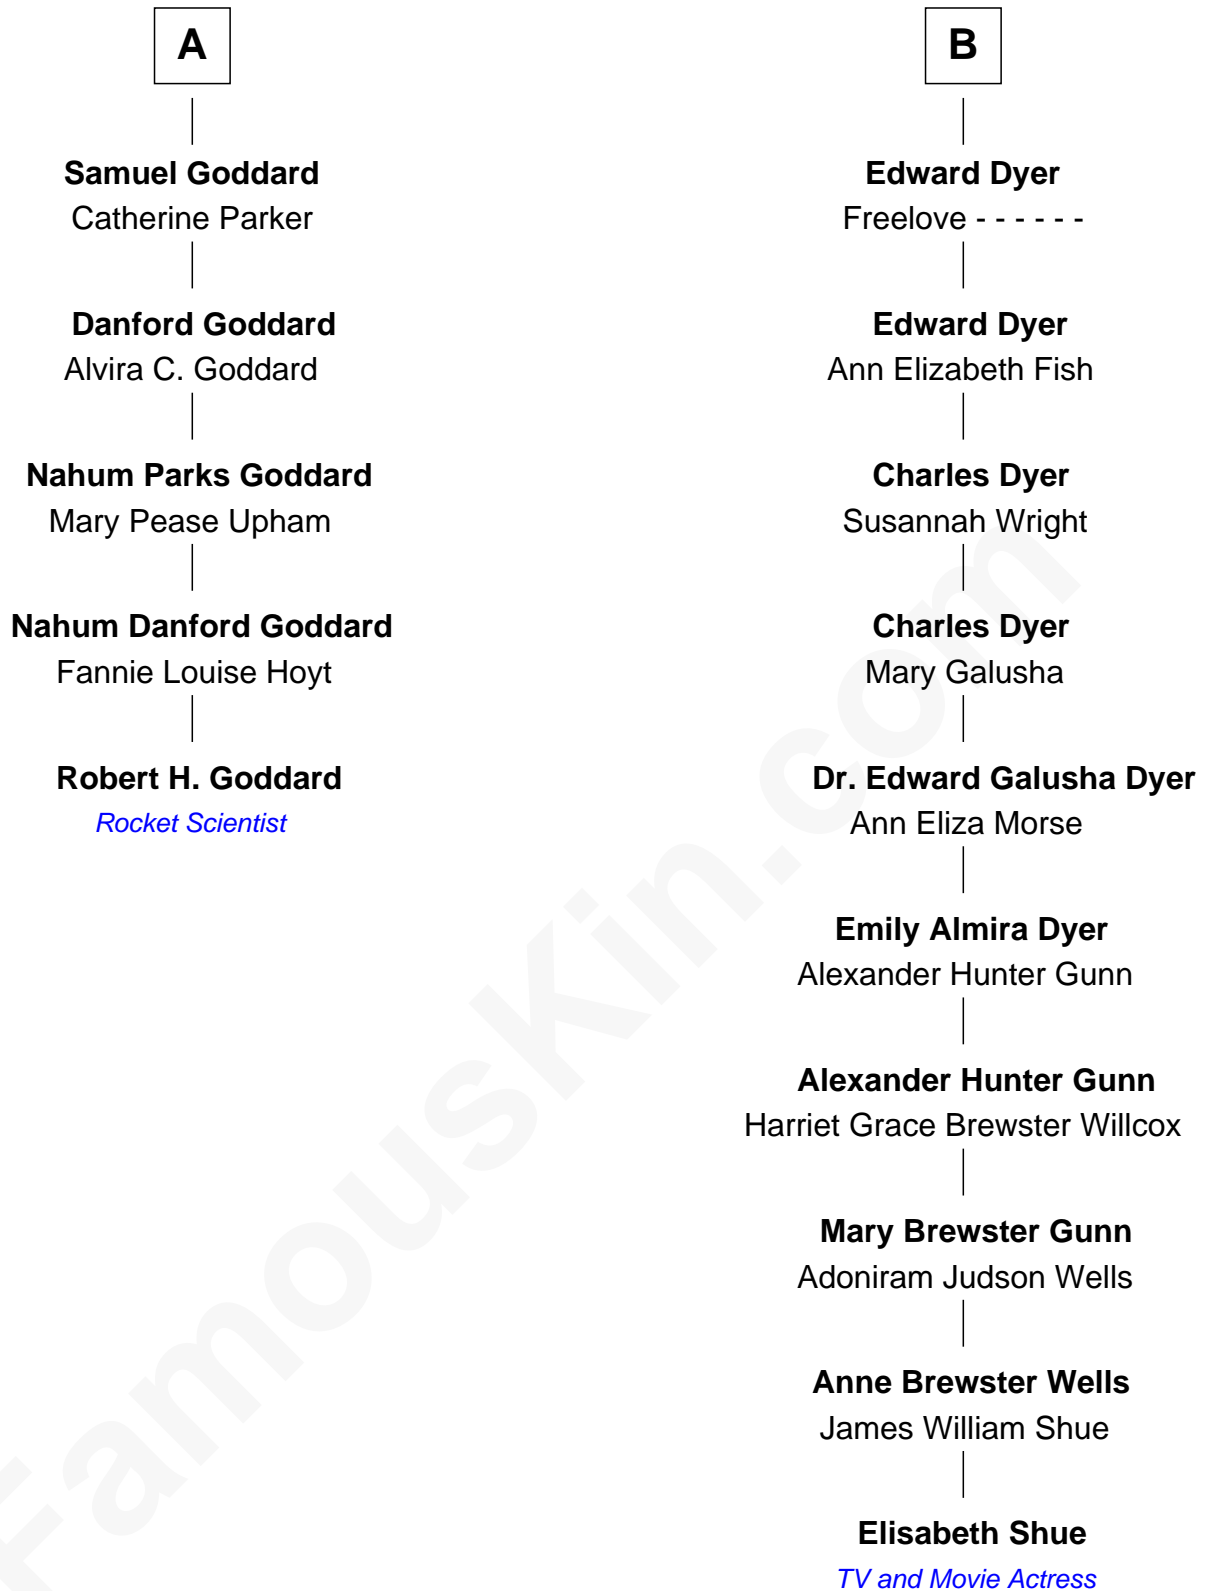 A
Samuel Goddard
Catherine Parker
Danford Goddard
Alvira C. Goddard
Nahum Parks Goddard
Mary Pease Upham
Nahum Danford Goddard
Fannie Louise Hoyt
Robert H. Goddard
Rocket Scientist
B
Edward Dyer
Freelove - - - - - -
Edward Dyer
Ann Elizabeth Fish
Charles Dyer
Susannah Wright
Charles Dyer
Mary Galusha
Dr. Edward Galusha Dyer
Ann Eliza Morse
Emily Almira Dyer
Alexander Hunter Gunn
Alexander Hunter Gunn
Harriet Grace Brewster Willcox
Mary Brewster Gunn
Adoniram Judson Wells
Anne Brewster Wells
James William Shue
Elisabeth Shue
TV and Movie Actress
FamousKin.com